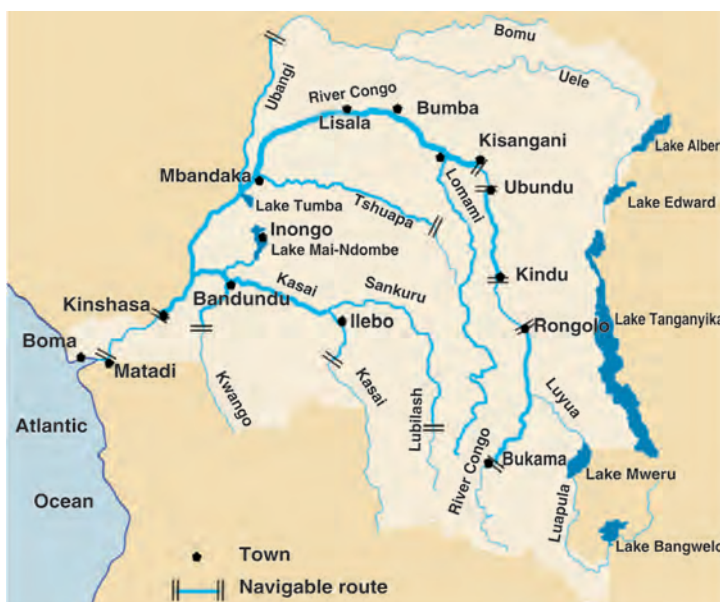 Bomu
Uele
Ubangi
River Congo
Lisala
Bumba
Kisangani
Lake Alber
Mbandaka
Lomami
Ubundu
Lake Edward
Lake Tumba
Tshuapa
Inongo
Lake Mai-Ndombe
Kindu
Kasai
Sankuru
Bandundu
Kinshasa
Ilebo
Rongolo
Lake Tanganyika
Boma
Matadi
Kwango
Kasai
Lubilash
Luyua
Atlantic
Ocean
River Congo
Bukama
Lake Mweru
Luapula
Lake Bangwelo
Town
Navigable route